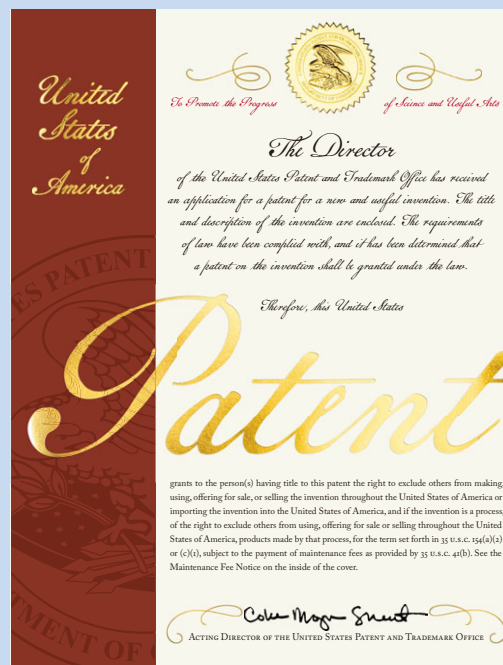 United
States
of
America
To Promote the Progress
of Science and Useful Arts
The Director
of the United States Patent and Trademark Office has received
an application for a patent for a new and useful invention. The title
and description of the invention are enclosed. The requirements
of law have been complied with, and it has been determined that
a patent on the invention shall be granted under the law.
Therefore, this United States
ES PATENT
Patent
grants to the person(s) having title to this patent the right to exclude others from making,
using, offering for sale, or selling the invention throughout the United States of America or
importing the invention into the United States of America, and if the invention is a process,
of the right to exclude others from using, offering for sale or selling throughout the United
States of America, products made by that process, for the term set forth in 35 U.S.C. 154(a)(2)
or (c)(1), subject to the payment of maintenance fees as provided by 35 U.S.C. 41(b). See the
Maintenance Fee Notice on the inside of the cover.
TMENT OF C
Acting Director of the United States Patent and Trademark Office